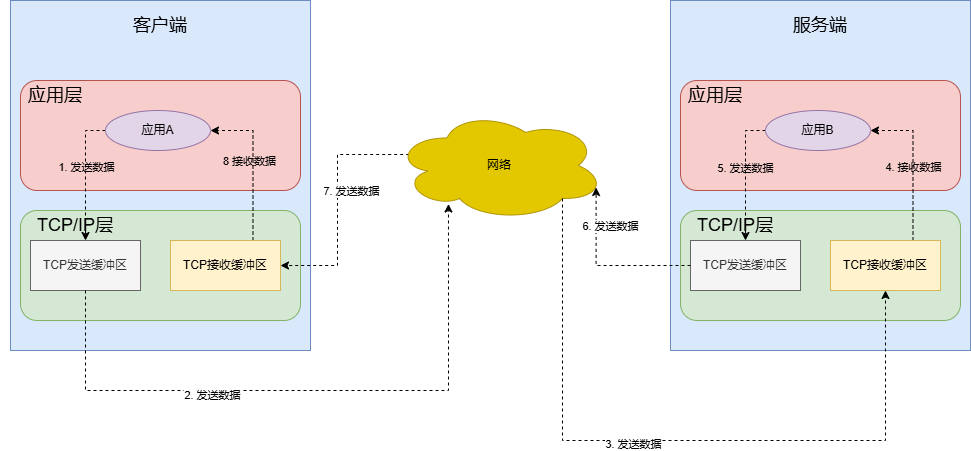 客户端
应用层
应用A
1. 发送数据
8 接收数据
TCP/IP层
TCP发送缓冲区
TCP接收缓冲区
2. 发送数据
网络
7. 发送数据
6. 发送数据
3. 发送数据
服务端
应用层
应用B
5. 发送数据
4. 接收数据
TCP/IP层
TCP发送缓冲区
TCP接收缓冲区